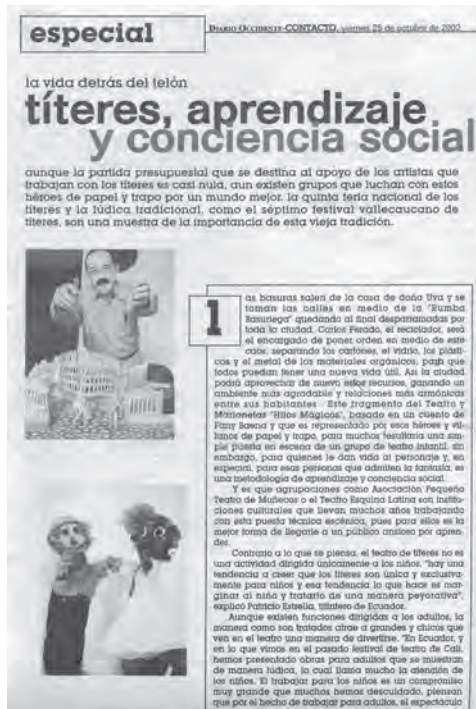 especial
DIARIO OCCIDENTE-CONTACTO, viernes 25 de octubre de 2002
la vida detrás del telón
títeres, aprendizaje
y conciencia social
aunque la partida presupuestal que se destina al apoyo de los artistas que
trabajan con los títeres es casi nula, aun existen grupos que luchan con estos
héroes de papel y trapo por un mundo mejor. la quinta feria nacional de los
títeres y la lúdica tradicional, como el séptimo festival vallecaucano de
títeres, son una muestra de la importancia de esta vieja tradición.
l
as basuras salen de la casa de doña Uva y se
toman las calles en medio de la "Rumba
Basuriega" quedando al final desparramadas por
toda la ciudad. Carlos Ferado, el reciclador, será
el encargado de poner orden en medio de este
caos, separando los cartones, el vidrio, los plásti-
cos y el metal de los materiales orgánicos, para que
todos puedan tener una nueva vida útil. Así la ciudad
podrá aprovechar de nuevo estos recursos, ganando un
ambiente más agradable y relaciones más armónicas
entre sus habitantes. Este fragmento del Teatro y
Marionetas "Hilos Mágicos", basado en un cuento de
Fany Baena y que es representado por esos héroes y vi-
llanos de papel y trapo, para muchos resultaría una sim-
ple puesta en escena de un grupo de teatro infantil, sin
embargo, para quienes le dan vida al personaje y, en
especial, para esas personas que admiten la fantasía, es
una metodología de aprendizaje y conciencia social.
Y es que agrupaciones como Asociación Pequeño
Teatro de Muñecos o el Teatro Esquina Latina son institu-
ciones culturales que llevan muchos años trabajando
con esta puesta técnica escénica, pues para ellos es la
mejor forma de llegarle a un público ansioso por apren-
der.
Contrario a lo que se piensa, el teatro de títeres no es
una actividad dirigida únicamente a los niños, "hay una
tendencia a creer que los títeres son única y exclusiva-
mente para niños y esa tendencia lo que hace es mar-
ginar al niño y tratarlo de una manera peyorativa",
explicó Patricio Estrella, titiritero de Ecuador.
Aunque existen funciones dirigidas a los adultos, la
manera como son tratados atrae a grandes y chicos que
ven en el teatro una manera de divertirse. "En Ecuador, y
en lo que vimos en el pasado festival de teatro de Cali,
hemos presentado obras para adultos que se muestran
de manera lúdica, lo cual llama mucho la atención de
los niños. El trabajar para los niños es un compromiso
muy grande que muchos hemos descuidado, piensan
que por el hecho de trabajar para adultos, el espectáculo